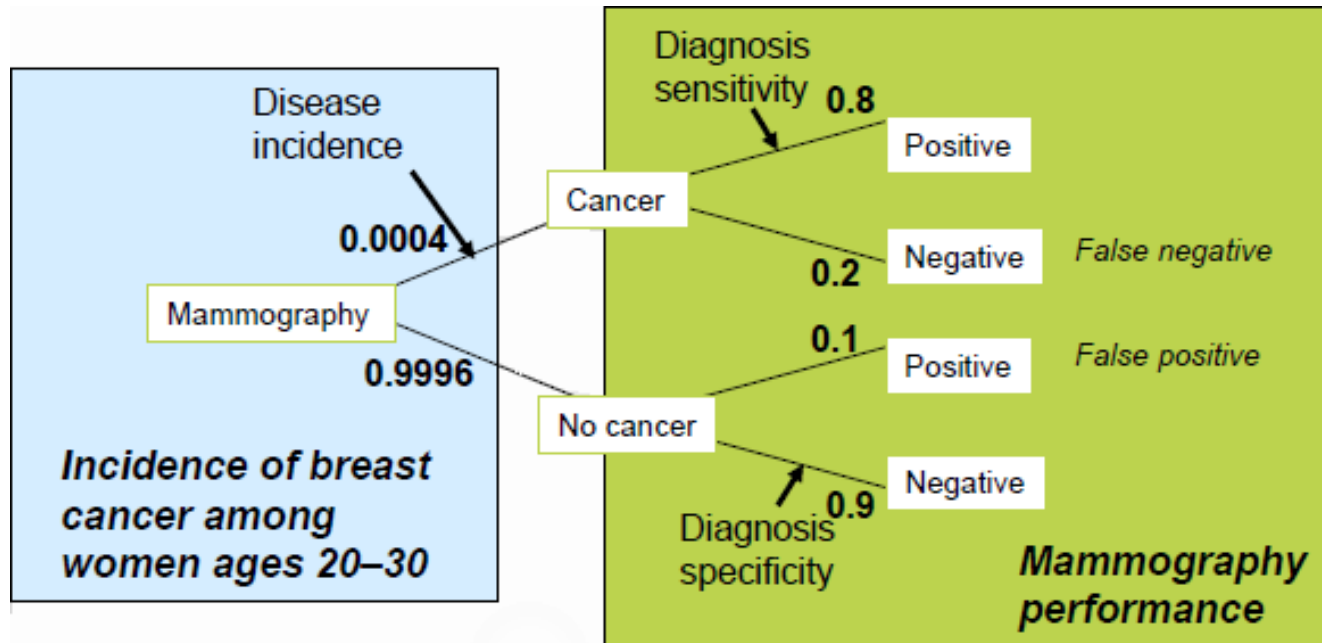 Disease
incidence
0.0004
Mammography
0.9996
Incidence of breast
cancer among
women ages 20–30
Diagnosis
sensitivity
0.8
Positive
Cancer
Negative
False negative
0.2
0.1
Positive
False positive
No cancer
Negative
0.9
Diagnosis
specificity
Mammography
performance